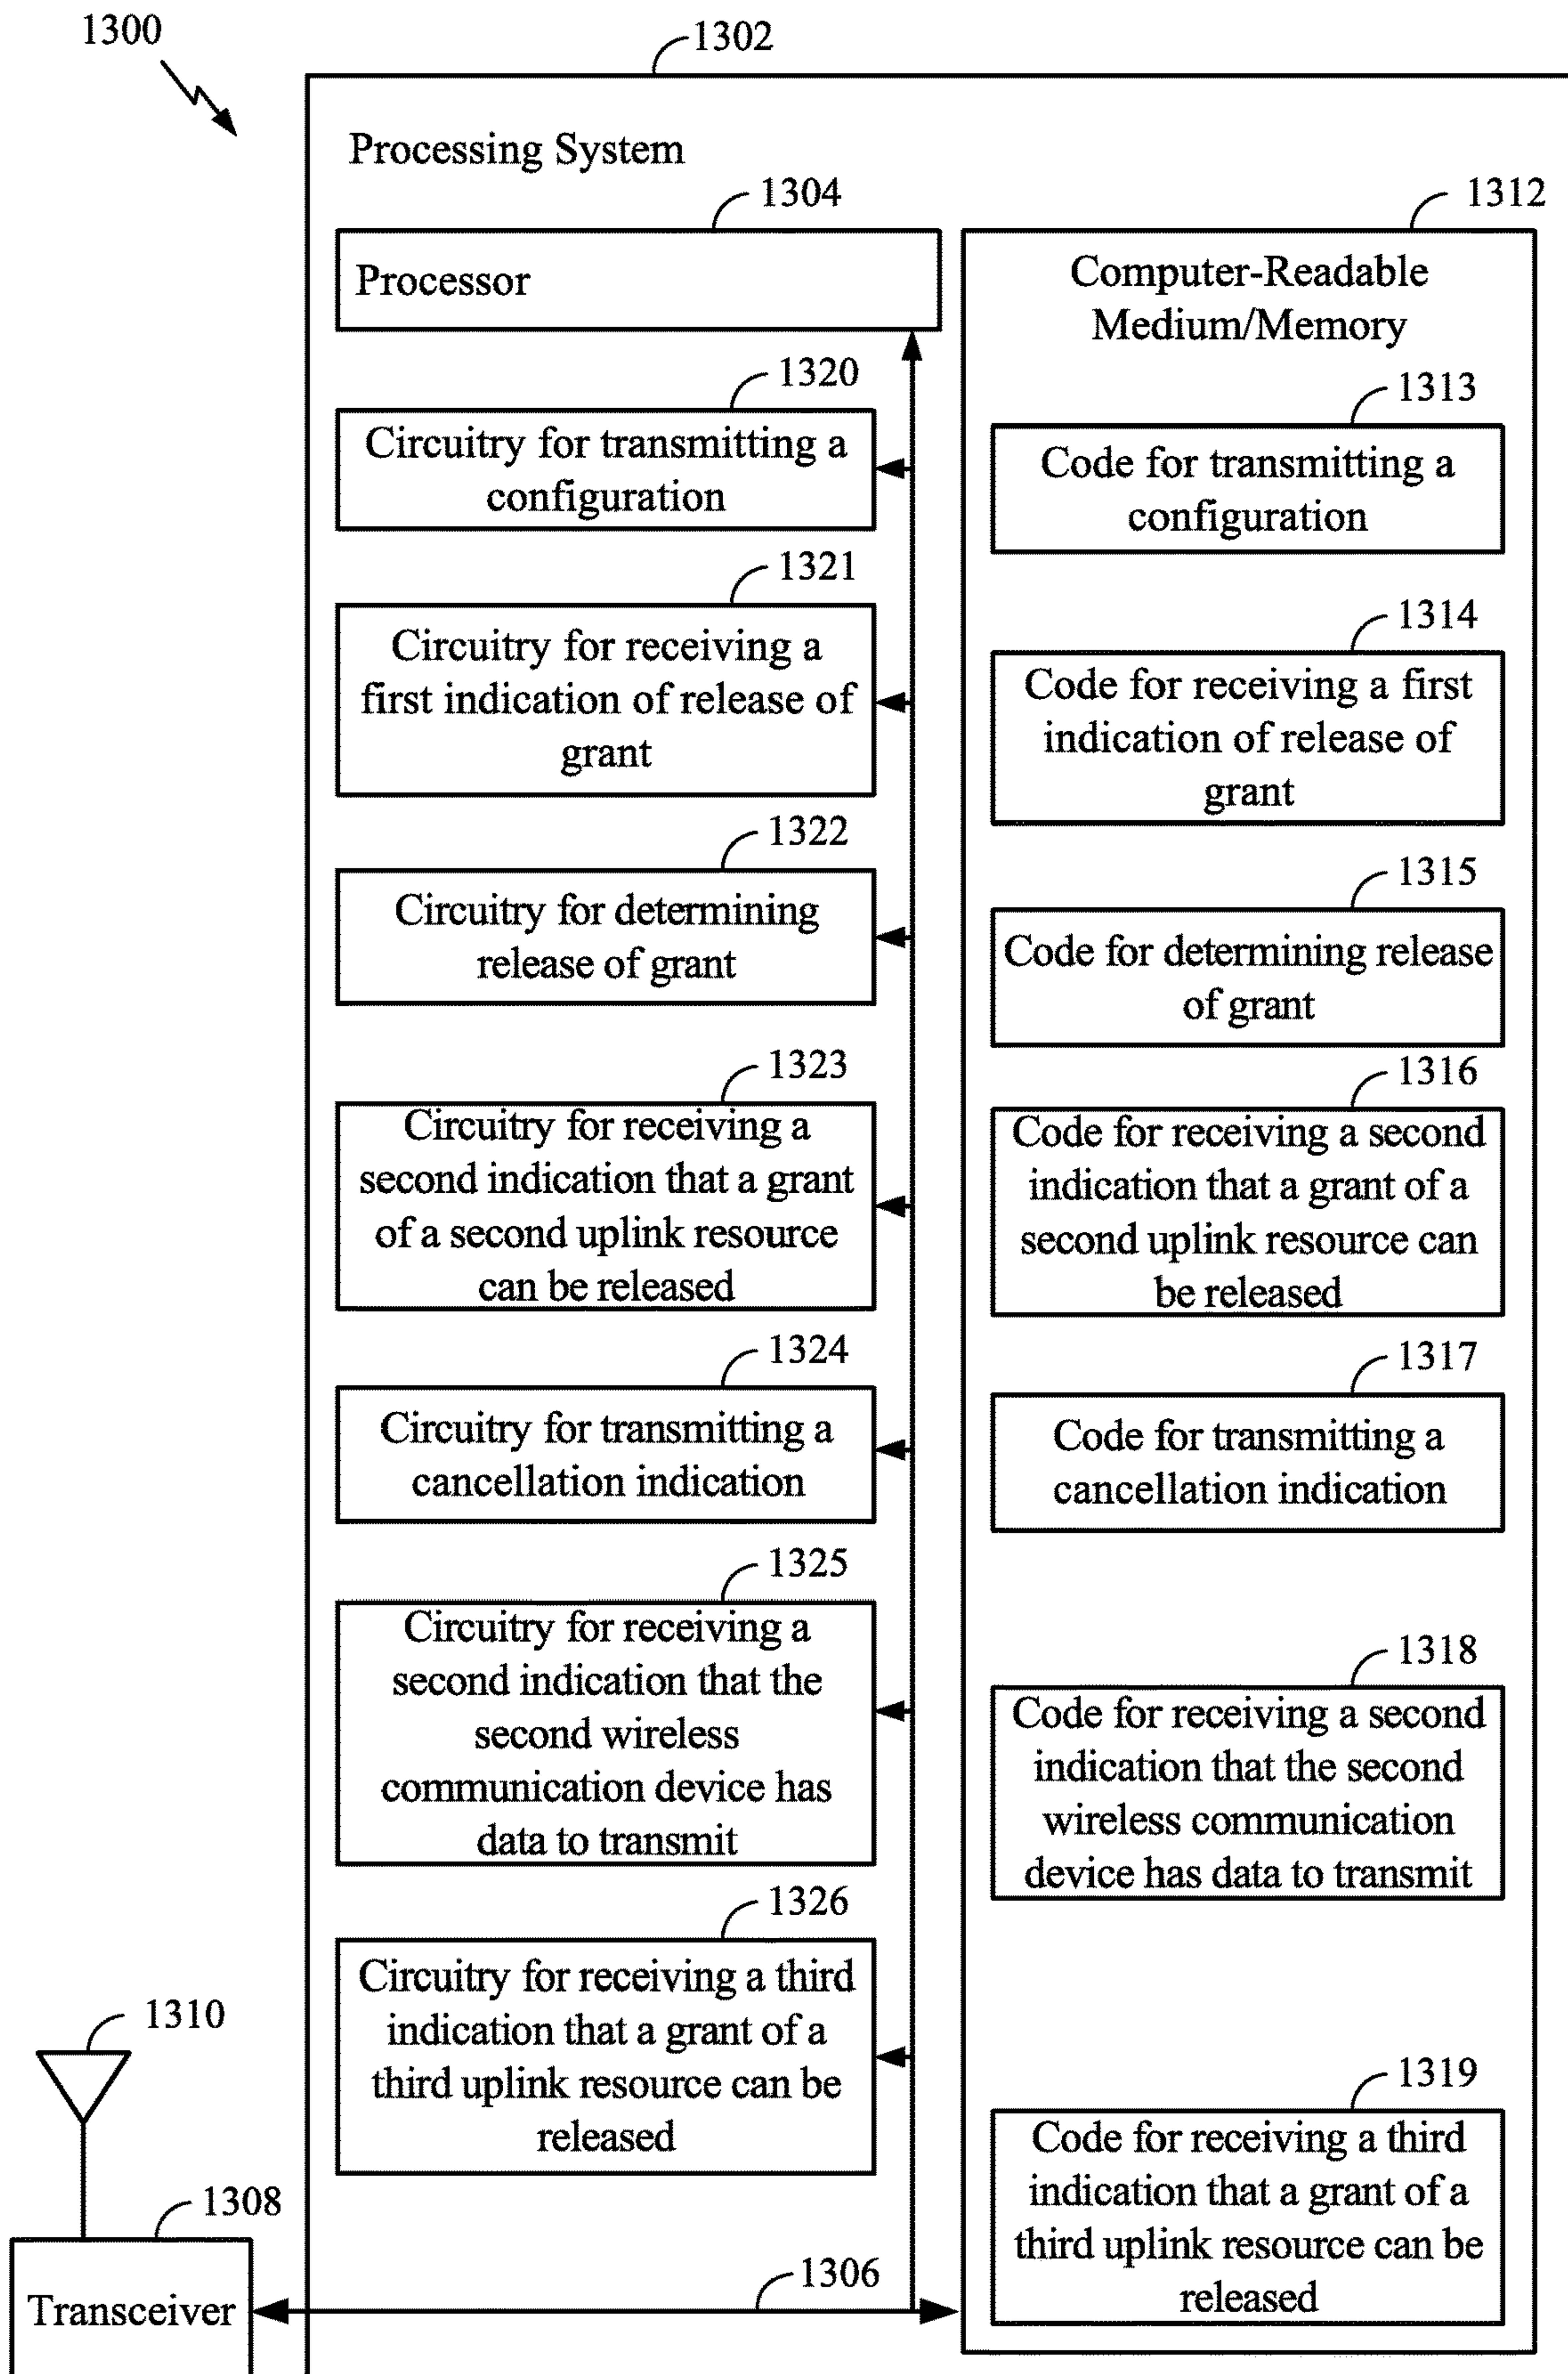 1300
1302
Processing System
1304
Processor
1320
Circuitry for transmitting a
configuration
1321
Circuitry for receiving a
first indication of release of
grant
1322
Circuitry for determining
release of grant
1323
Circuitry for receiving a
second indication that a grant
of a second uplink resource
can be released
1324
Circuitry for transmitting a
cancellation indication
1325
Circuitry for receiving a
second indication that the
second wireless
communication device has
data to transmit
1326
Circuitry for receiving a third
indication that a grant of a
third uplink resource can be
released
1312
Computer-Readable
Medium/Memory
1313
Code for transmitting a
configuration
1314
Code for receiving a first
indication of release of
grant
1315
Code for determining release
of grant
1316
Code for receiving a second
indication that a grant of a
second uplink resource can
be released
1317
Code for transmitting a
cancellation indication
1318
Code for receiving a second
indication that the second
wireless communication
device has data to transmit
1319
Code for receiving a third
indication that a grant of a
third uplink resource can be
released
1310
1308
Transceiver
1306